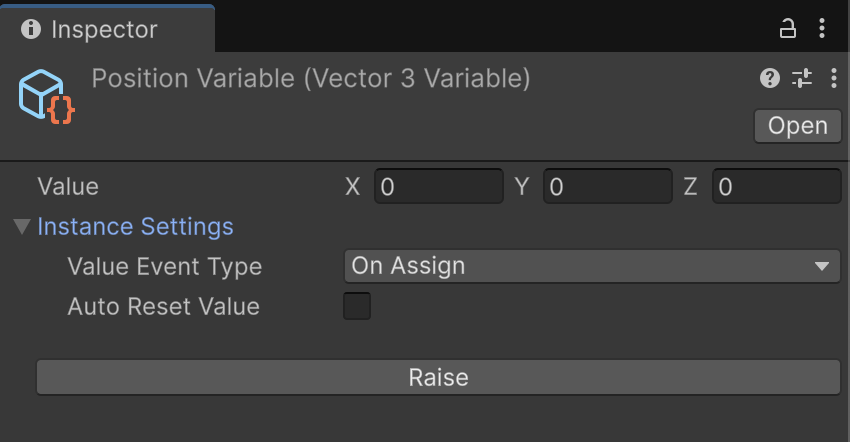 Inspector
Position Variable (Vector 3 Variable)
Open
Value X 0 Y 0 Z 0
Instance Settings
Value Event Type On Assign
Auto Reset Value
Raise